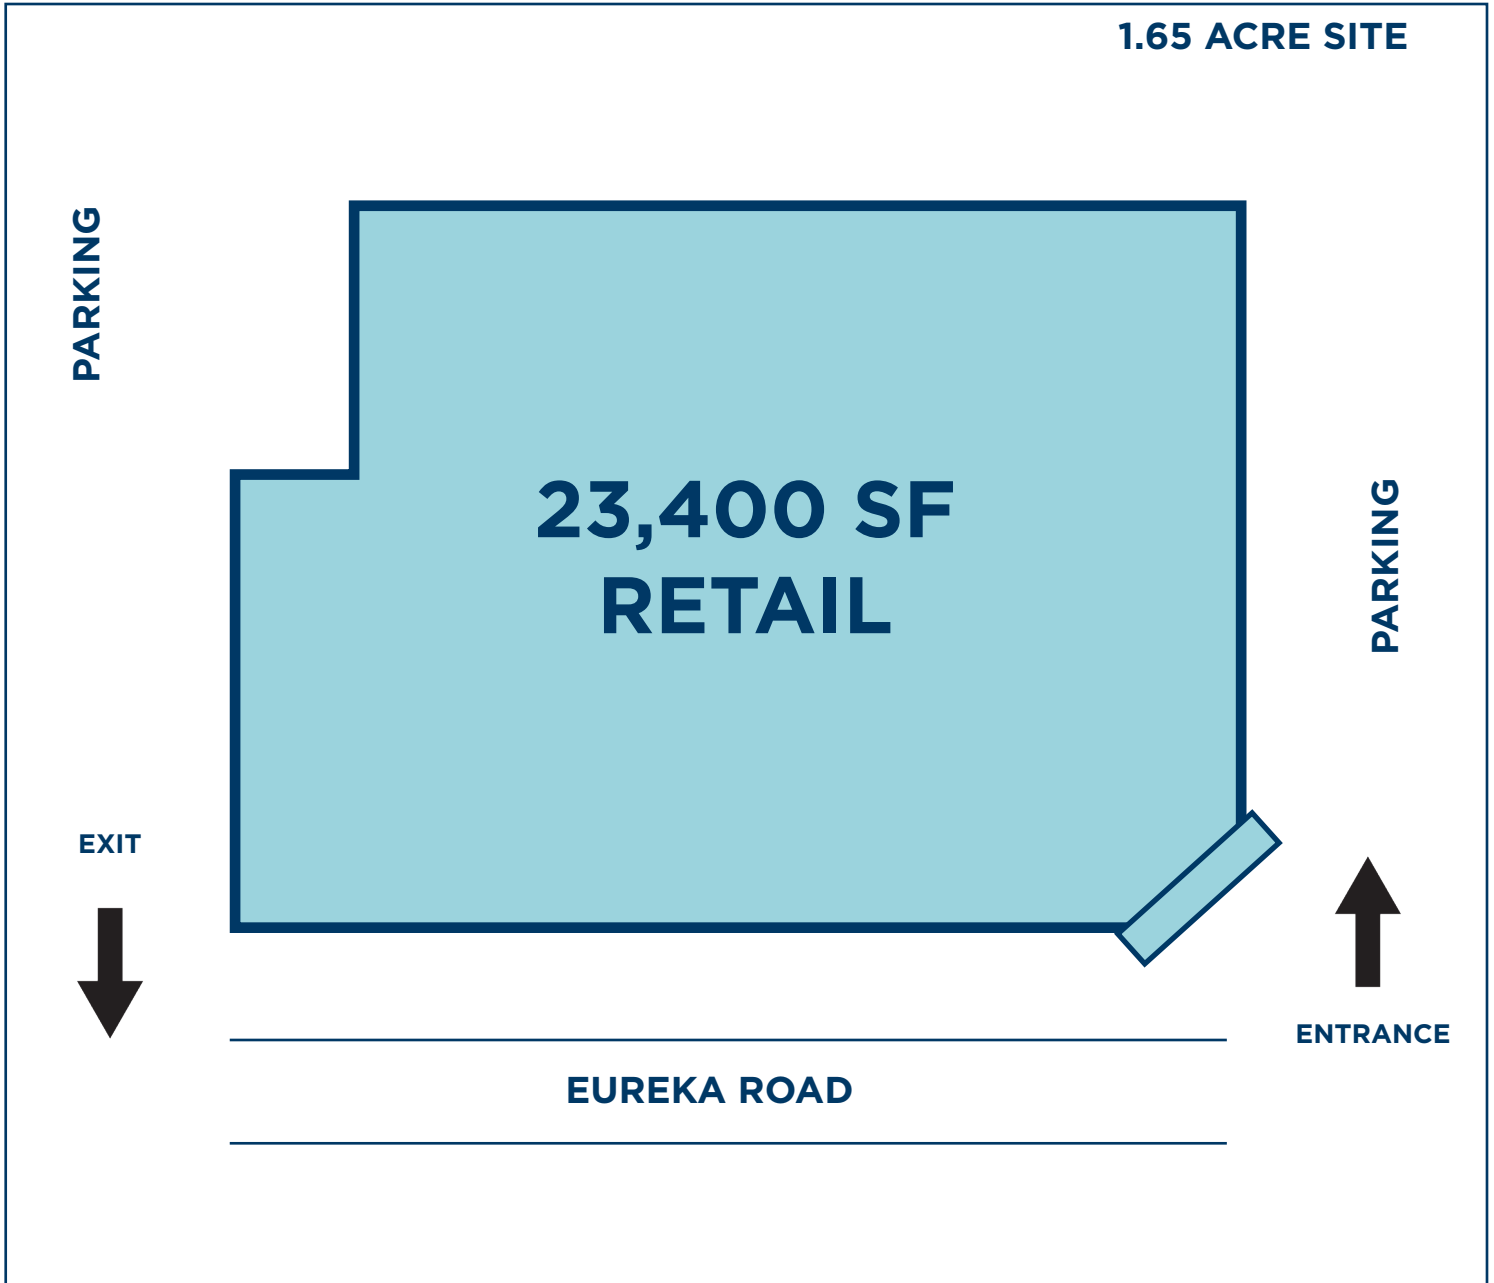 1.65 ACRE SITE
PARKING
23,400 SF
RETAIL
PARKING
EXIT
ENTRANCE
EUREKA ROAD